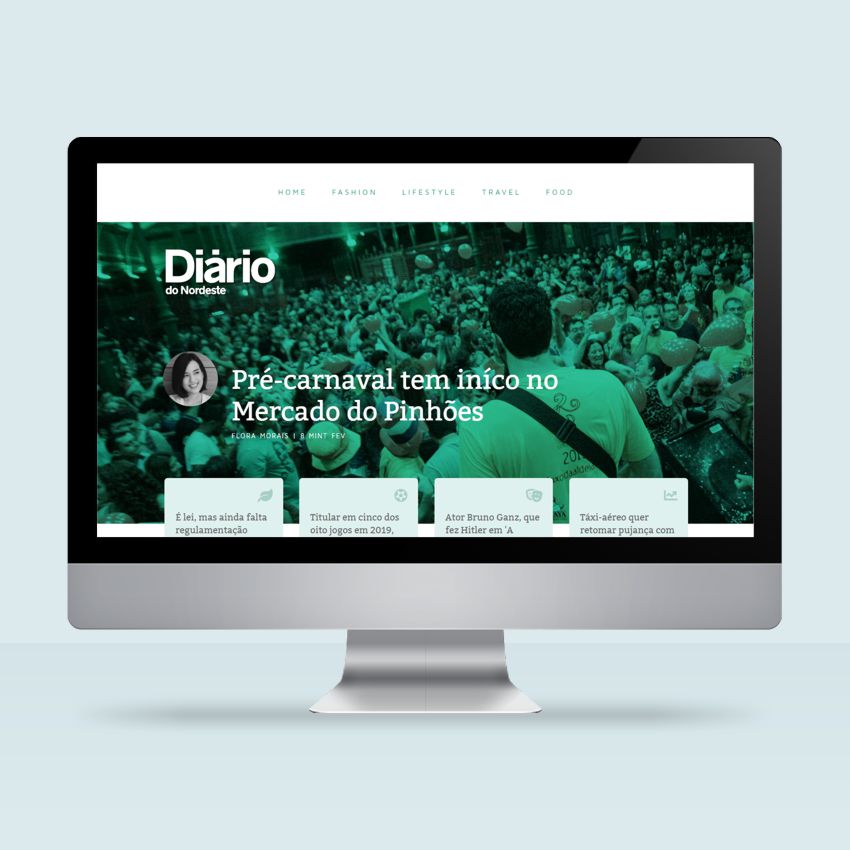 HOME FASHION LIFESTYLE TRAVEL FOOD
Diário
do Nordeste
Pré-carnaval tem iníco no
Mercado do Pinhões
FLORA MORAIS | 8 MINT FEV
É lei, mas ainda falta
regulamentação
Titular em cinco dos
oito jogos em 2019,
Ator Bruno Ganz, que
fez Hitler em 'A
Táxi-aéreo quer
retomar pujança com